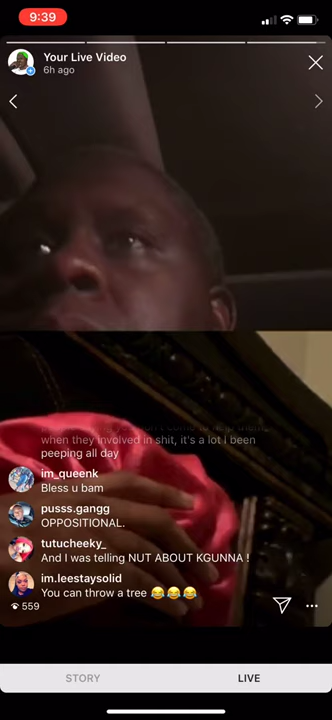 9:39
Your Live Video
6h ago
when they involved in shit, it's a lot I been
peeping all day
im_queenk
Bless u bam
pusss.gangg
OPPOSITIONAL.
tutucheeky_
And I was telling NUT ABOUT KGUNNA !
im.leestaysolid
You can throw a tree 😂😂😂
559
STORY
LIVE